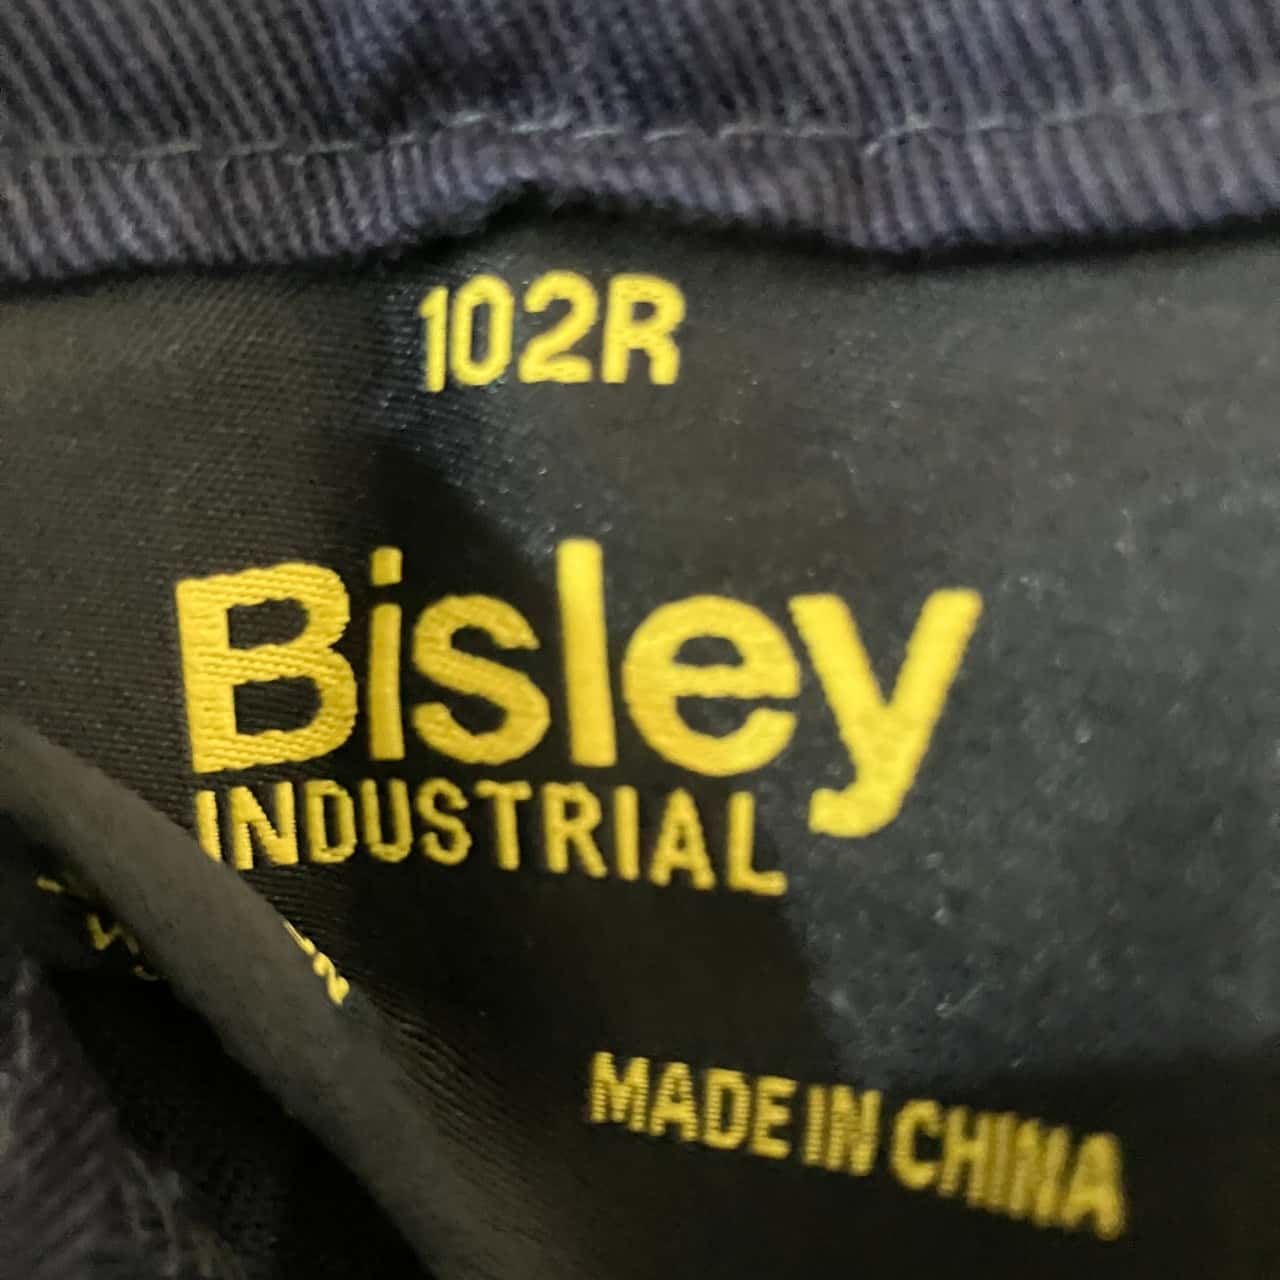 102R
Bisley
INDUSTRIAL
MADE IN CHINA